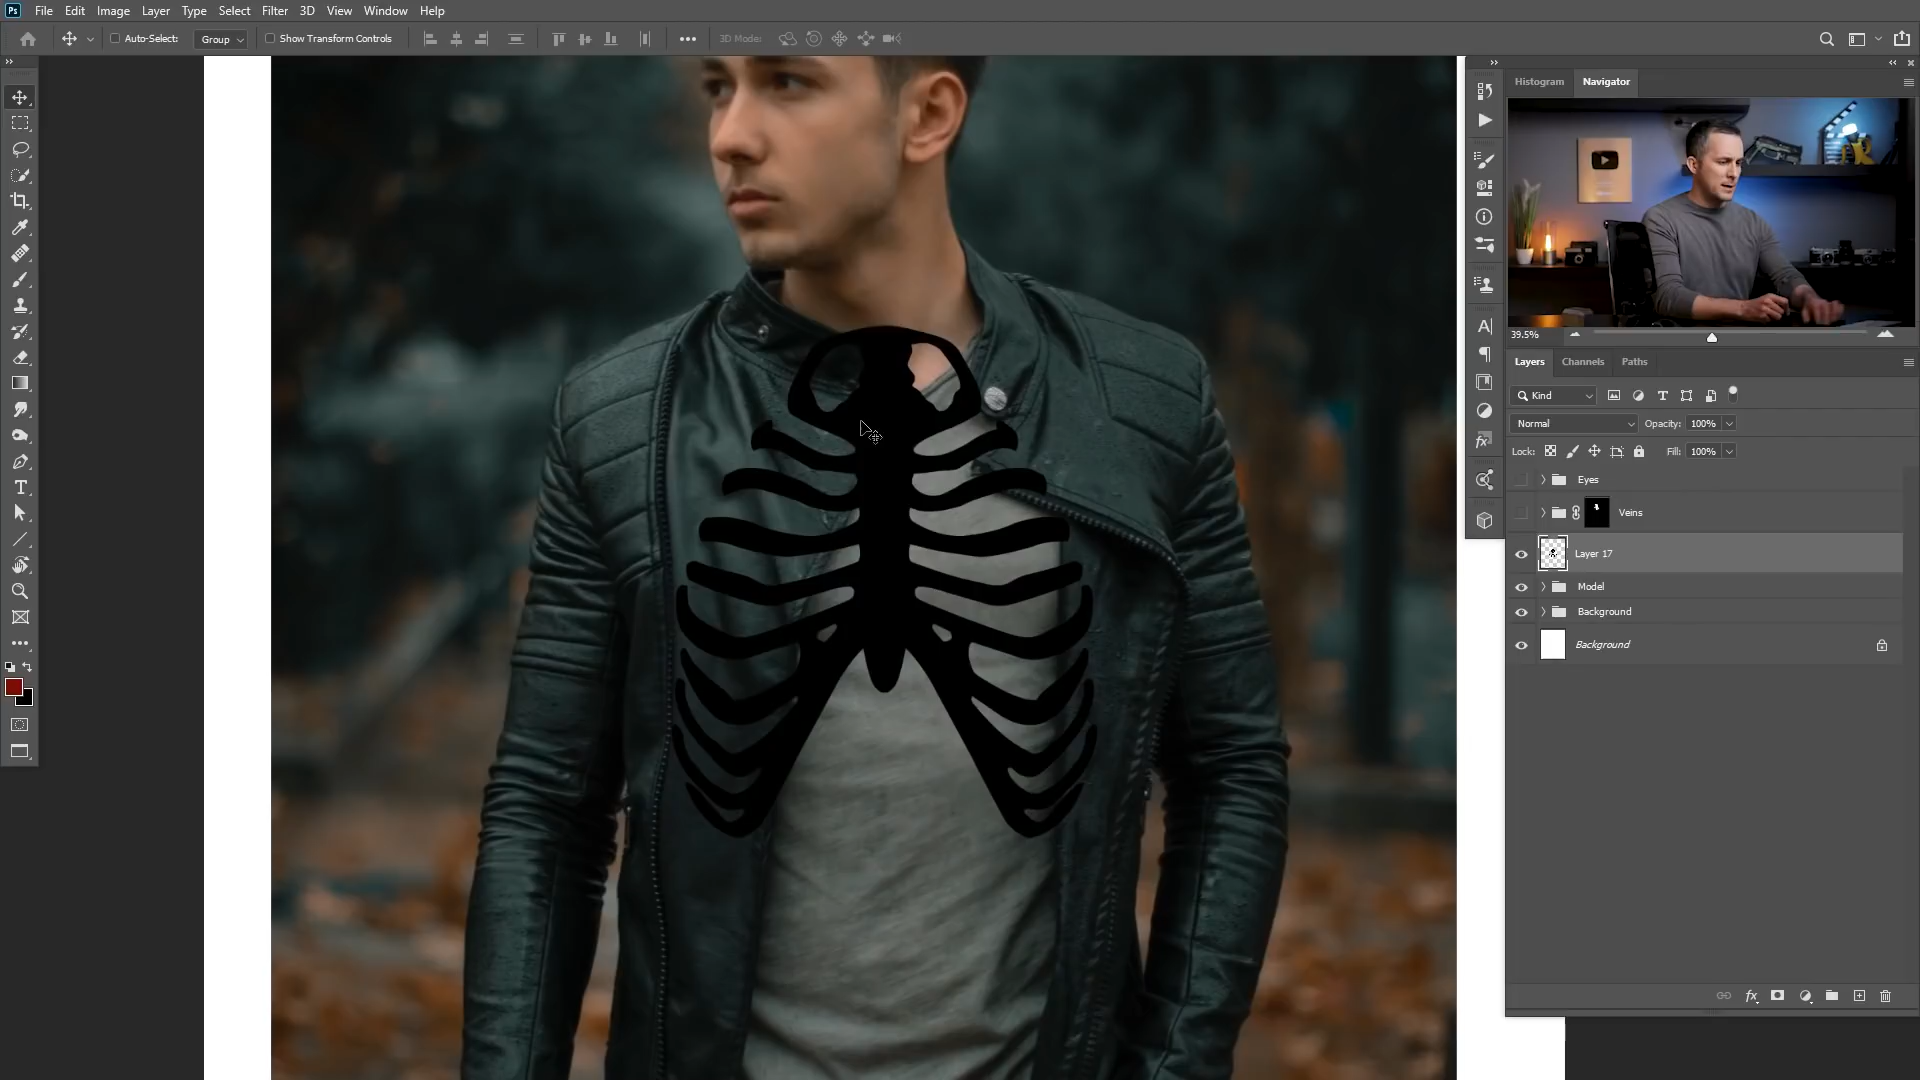 Ps File Edit Image Layer Type Select Filter 3D View Window Help
Auto-Select: Group Show Transform Controls 3D Mode:
Histogram Navigator
39.5%
Layers Channels Paths
Kind
Normal Opacity: 100%
Lock: Fill: 100%
Eyes
Veins
Layer 17
Model
Background
Background